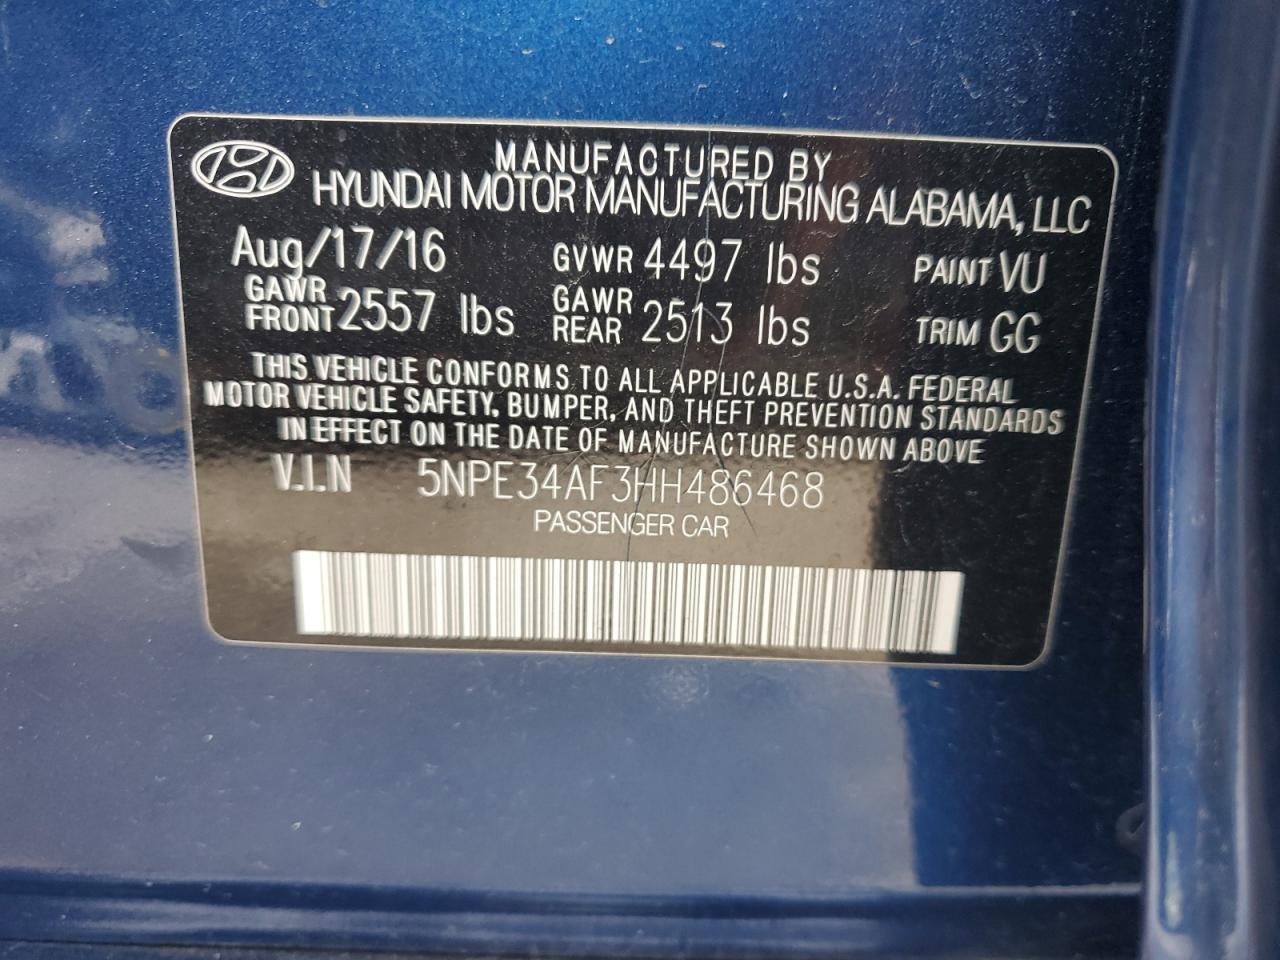 MANUFACTURED BY
HYUNDAI MOTOR MANUFACTURING ALABAMA, LLC
Aug/17/16 GVWR 4497 lbs PAINT VU
GAWR FRONT 2557 lbs GAWR REAR 2513 lbs TRIM GG
THIS VEHICLE CONFORMS TO ALL APPLICABLE U.S.A. FEDERAL
MOTOR VEHICLE SAFETY, BUMPER, AND THEFT PREVENTION STANDARDS
IN EFFECT ON THE DATE OF MANUFACTURE SHOWN ABOVE
V.I.N 5NPE34AF3HH486468
PASSENGER CAR